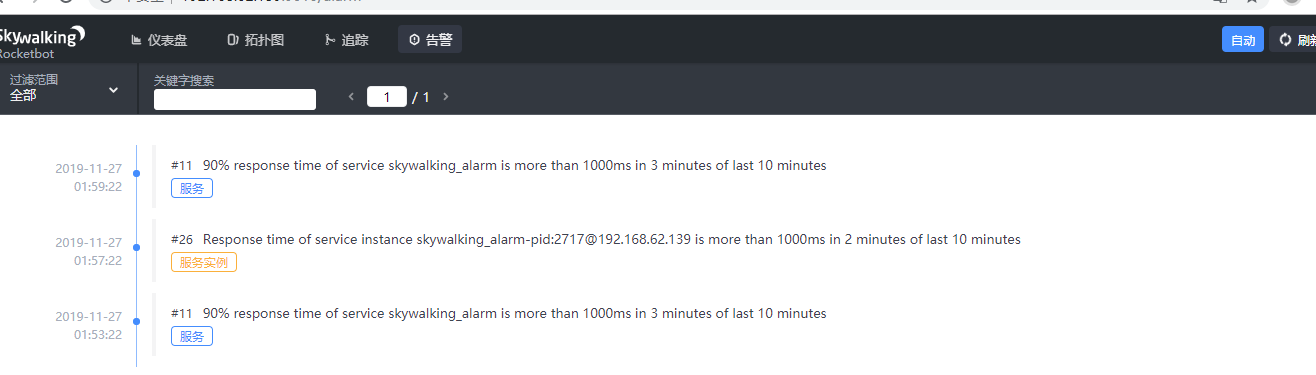 Skywalking
Rocketbot
仪表盘
拓扑图
追踪
告警
自动
刷新
过滤范围
全部
关键字搜索
1 / 1
2019-11-27
01:59:22
#11 90% response time of service skywalking_alarm is more than 1000ms in 3 minutes of last 10 minutes
服务
2019-11-27
01:57:22
#26 Response time of service instance skywalking_alarm-pid:2717@192.168.62.139 is more than 1000ms in 2 minutes of last 10 minutes
服务实例
2019-11-27
01:53:22
#11 90% response time of service skywalking_alarm is more than 1000ms in 3 minutes of last 10 minutes
服务